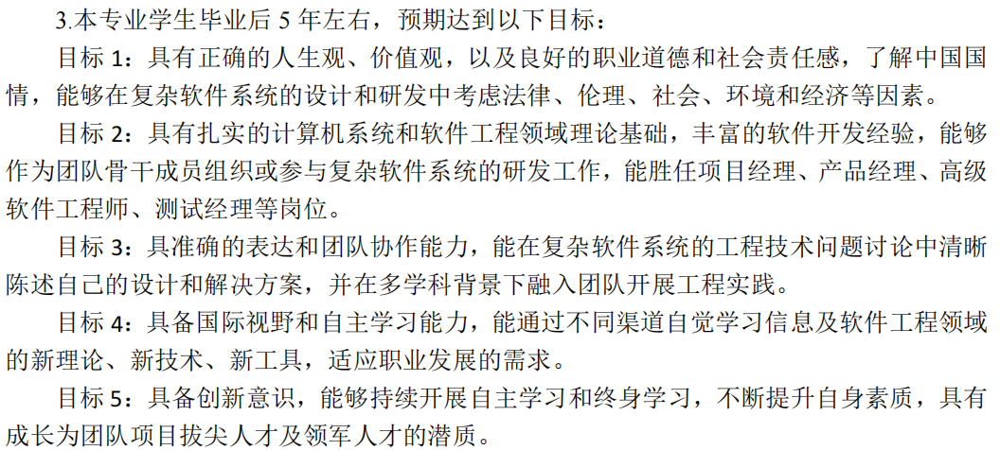 3.本专业学生毕业后 5 年左右，预期达到以下目标：
目标 1：具有正确的人生观、价值观，以及良好的职业道德和社会责任感，了解中国国
情，能够在复杂软件系统的设计和研发中考虑法律、伦理、社会、环境和经济等因素。
目标 2：具有扎实的计算机系统和软件工程领域理论基础，丰富的软件开发经验，能够
作为团队骨干成员组织或参与复杂软件系统的研发工作，能胜任项目经理、产品经理、高级
软件工程师、测试经理等岗位。
目标 3：具准确的表达和团队协作能力，能在复杂软件系统的工程技术问题讨论中清晰
陈述自己的设计和解决方案，并在多学科背景下融入团队开展工程实践。
目标 4：具备国际视野和自主学习能力，能通过不同渠道自觉学习信息及软件工程领域
的新理论、新技术、新工具，适应职业发展的需求。
目标 5：具备创新意识，能够持续开展自主学习和终身学习，不断提升自身素质，具有
成长为团队项目拔尖人才及领军人才的潜质。